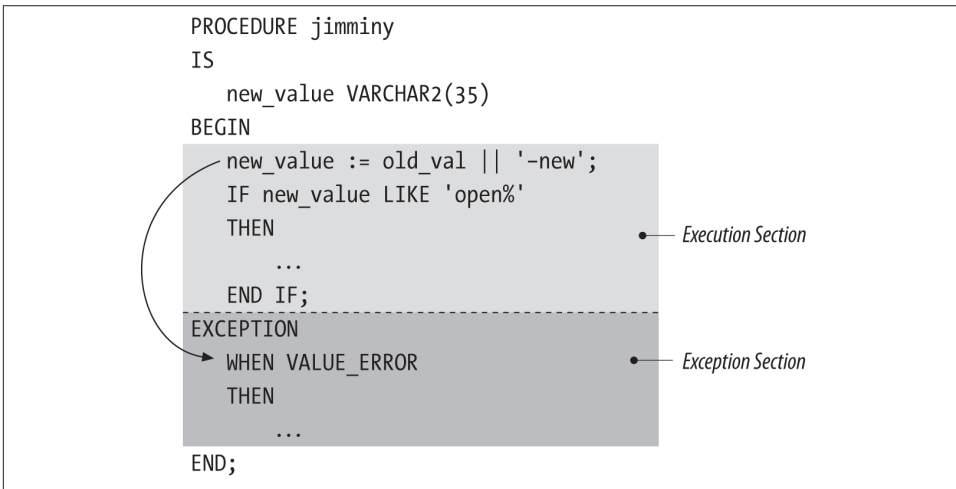 PROCEDURE jimminy
IS
new_value VARCHAR2(35)
BEGIN
new_value := old_val || '–new';
IF new_value LIKE 'open%'
THEN
...
END IF;
Execution Section
EXCEPTION
WHEN VALUE_ERROR
THEN
...
Exception Section
END;